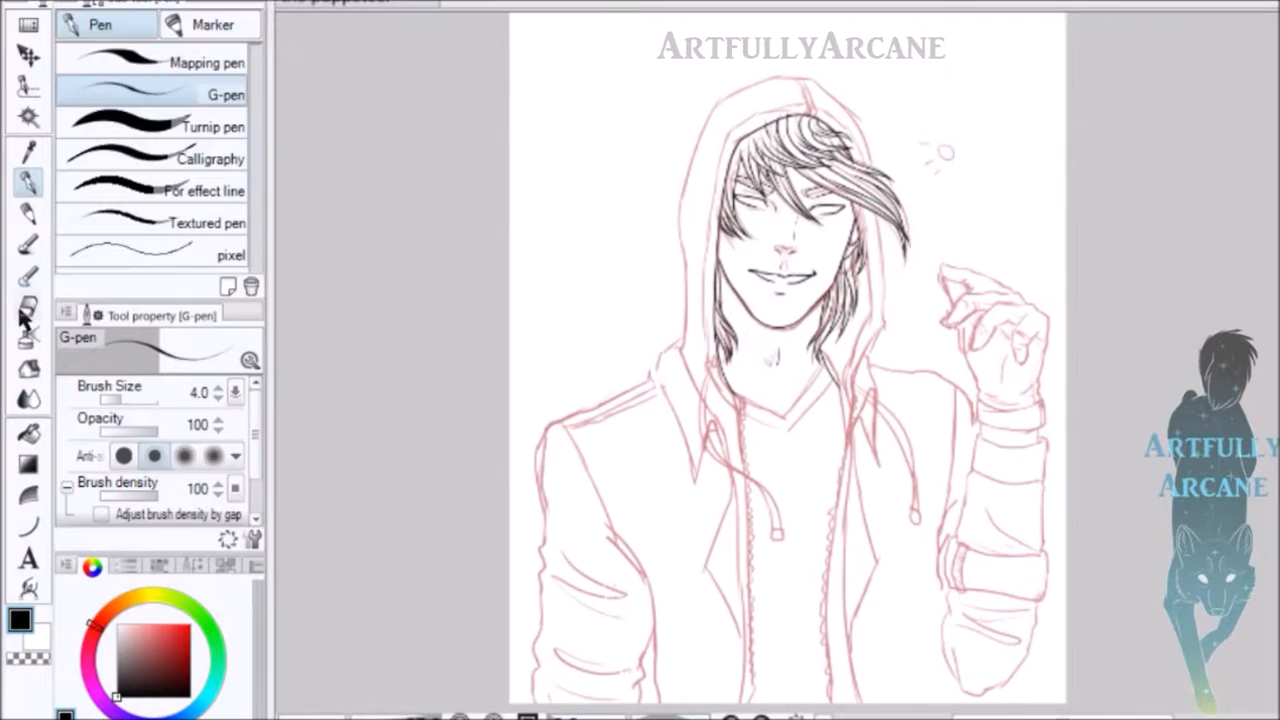 Pen
Marker
ARTFULLYARCANE
Mapping pen
G-pen
Turnip pen
Calligraphy
For effect line
Textured pen
pixel
Tool property [G-pen]
G-pen
Brush Size
4.0
Opacity
100
Brush density
100
Adjust brush density by gap
A
ARTFULLY
ARCANE